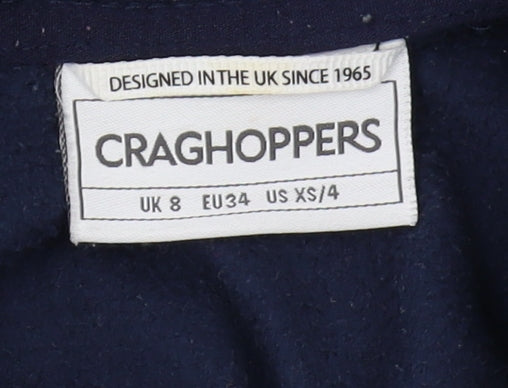 DESIGNED IN THE UK SINCE 1965
CRAGHOPPERS
UK 8 EU34 US XS/4